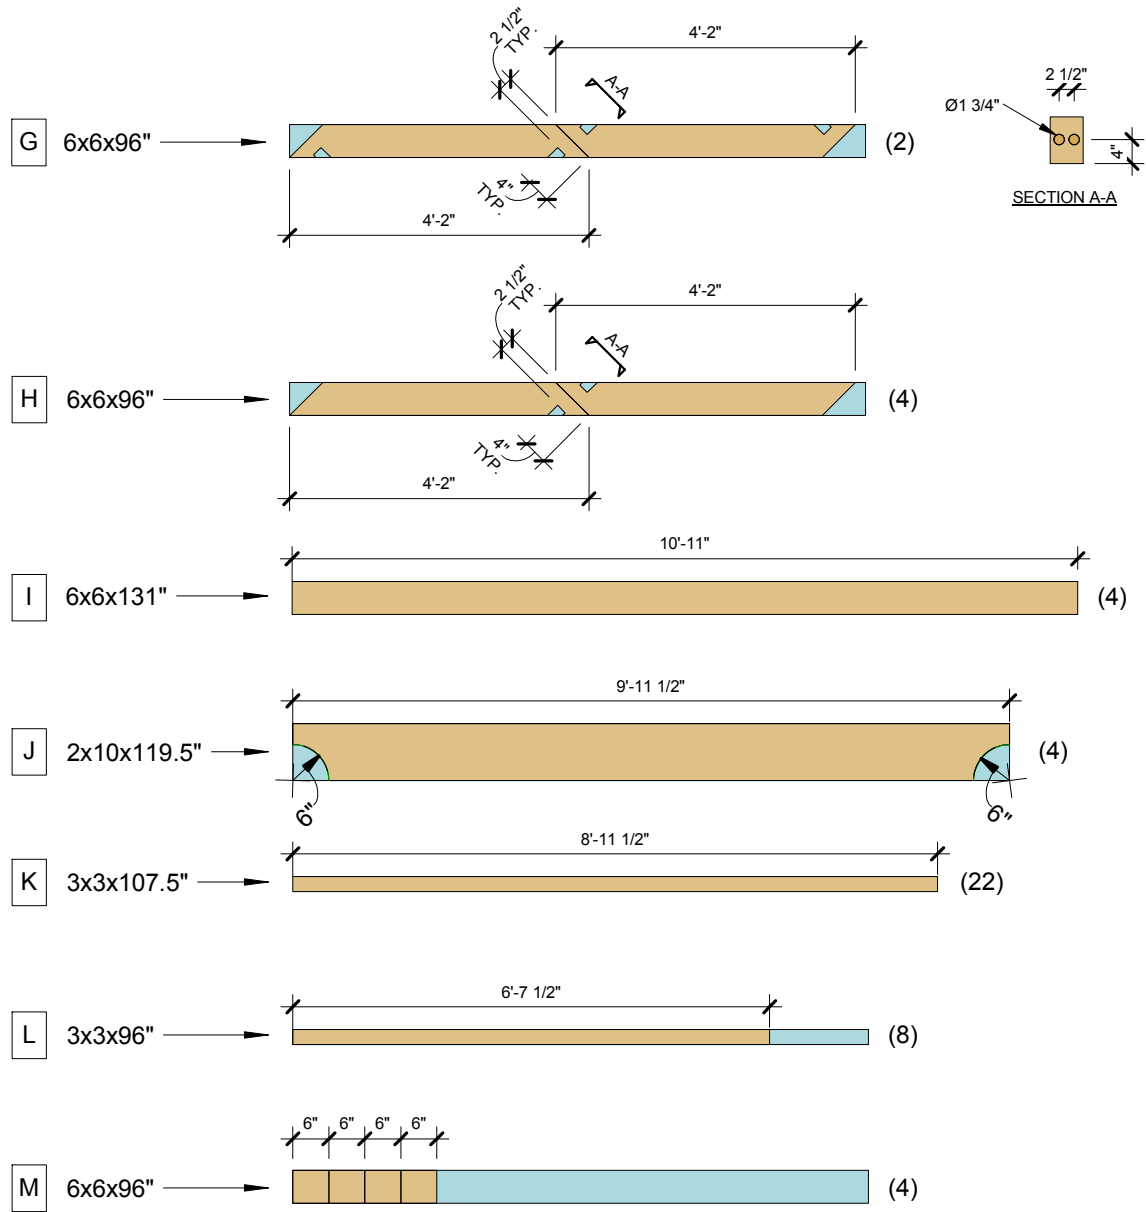 2 1/2"
TYP.
4'-2"
A-A
G
6x6x96"
(2)
4"
TYP.
4'-2"
2 1/2"
Ø1 3/4"
4"
SECTION A-A
2 1/2"
TYP.
4'-2"
A-A
H
6x6x96"
(4)
4"
TYP.
4'-2"
10'-11"
I
6x6x131"
(4)
9'-11 1/2"
J
2x10x119.5"
(4)
6"
6"
8'-11 1/2"
K
3x3x107.5"
(22)
6'-7 1/2"
L
3x3x96"
(8)
6" 6" 6" 6"
M
6x6x96"
(4)